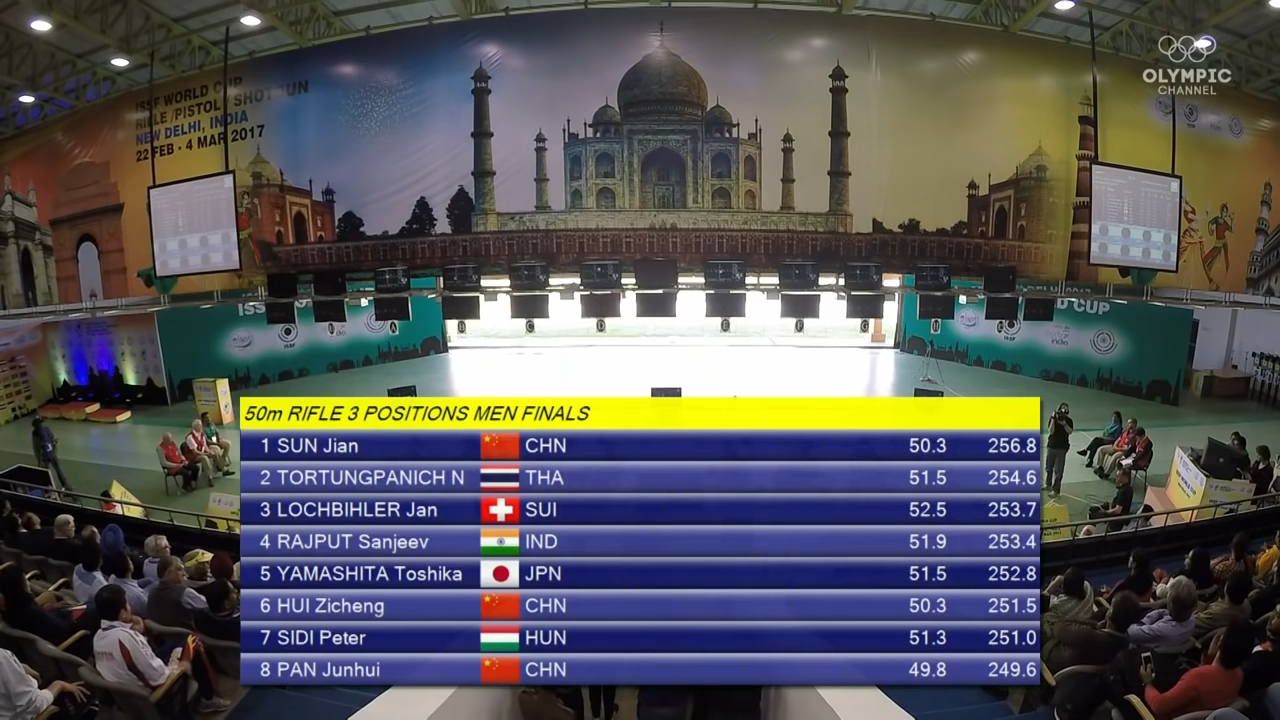 OLYMPIC
CHANNEL
ISSF WORLD CUP
RIFLE /PISTOL/ SHOTGUN
NEW DELHI, INDIA
22 FEB - 4 MAR 2017
50m RIFLE 3 POSITIONS MEN FINALS
1 SUN Jian CHN 50.3 256.8
2 TORTUNGPANICH N THA 51.5 254.6
3 LOCHBIHLER Jan SUI 52.5 253.7
4 RAJPUT Sanjeev IND 51.9 253.4
5 YAMASHITA Toshika JPN 51.5 252.8
6 HUI Zicheng CHN 50.3 251.5
7 SIDI Peter HUN 51.3 251.0
8 PAN Junhui CHN 49.8 249.6